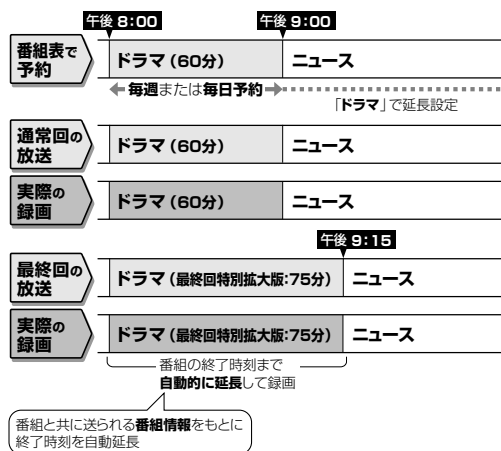 午後 8:00
午後 9:00
番組表で
予約
ドラマ（60分）
ニュース
毎週または毎日予約
「ドラマ」で延長設定
通常回の
放送
ドラマ（60分）
ニュース
実際の
録画
ドラマ（60分）
ニュース
午後 9:15
最終回の
放送
ドラマ（最終回特別拡大版:75分）
ニュース
実際の
録画
ドラマ（最終回特別拡大版:75分）
ニュース
番組の終了時刻まで
自動的に延長して録画
番組と共に送られる番組情報をもとに
終了時刻を自動延長